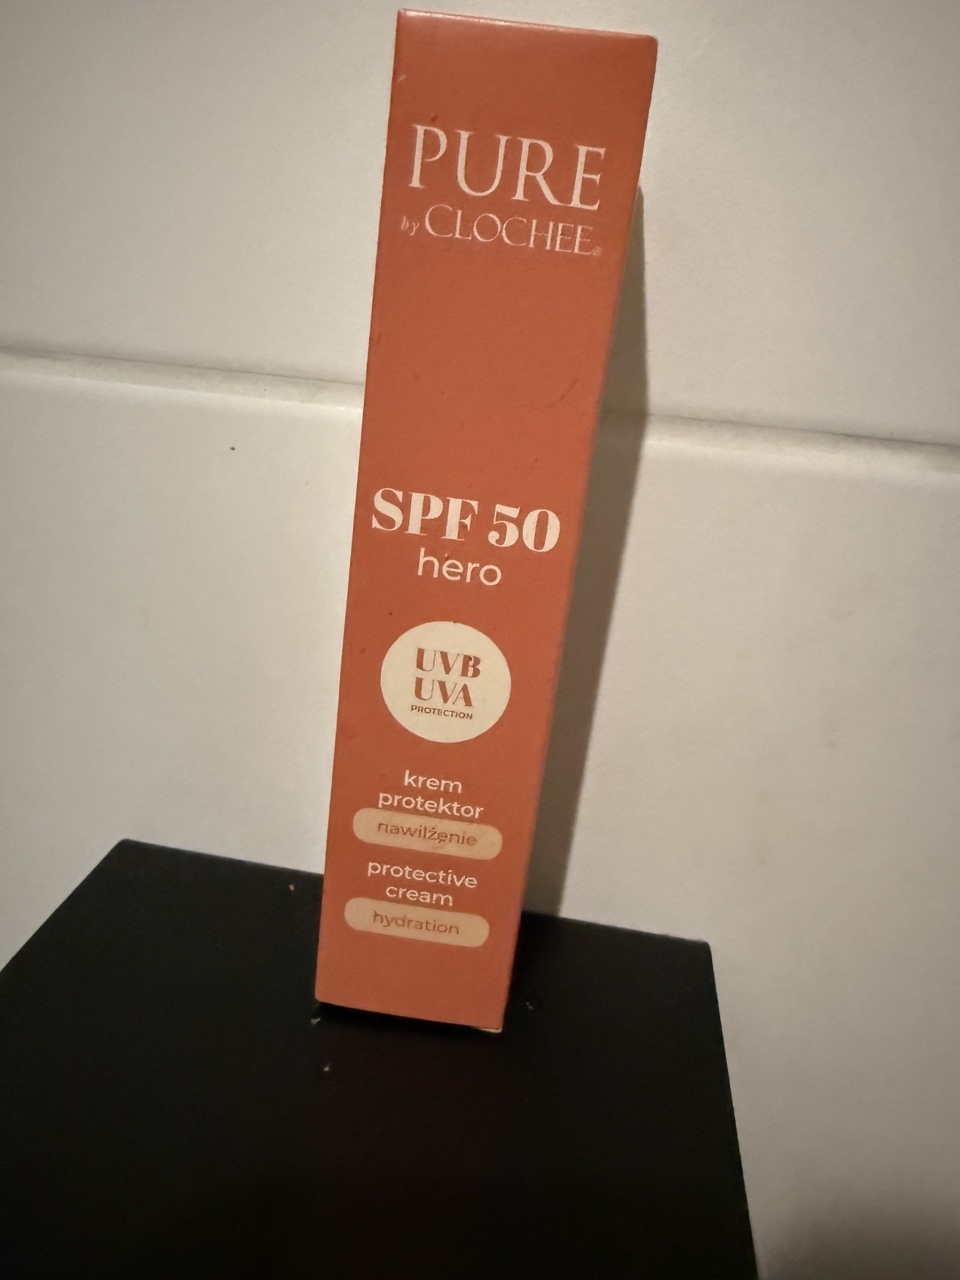 PURE
by CLOCHEE®
SPF 50
hero
UVB
UVA
PROTECTION
krem
protektor
nawilżenie
protective
cream
hydration